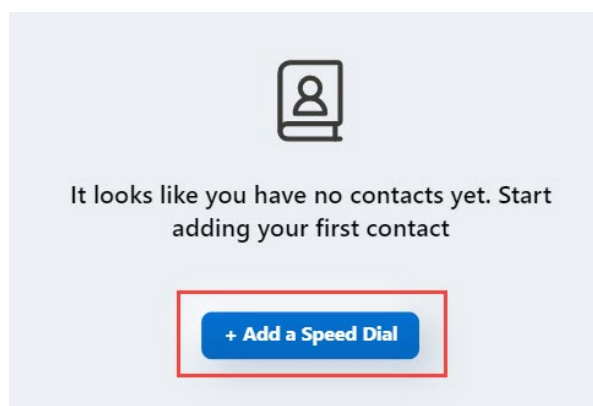 It looks like you have no contacts yet. Start
adding your first contact
+ Add a Speed Dial